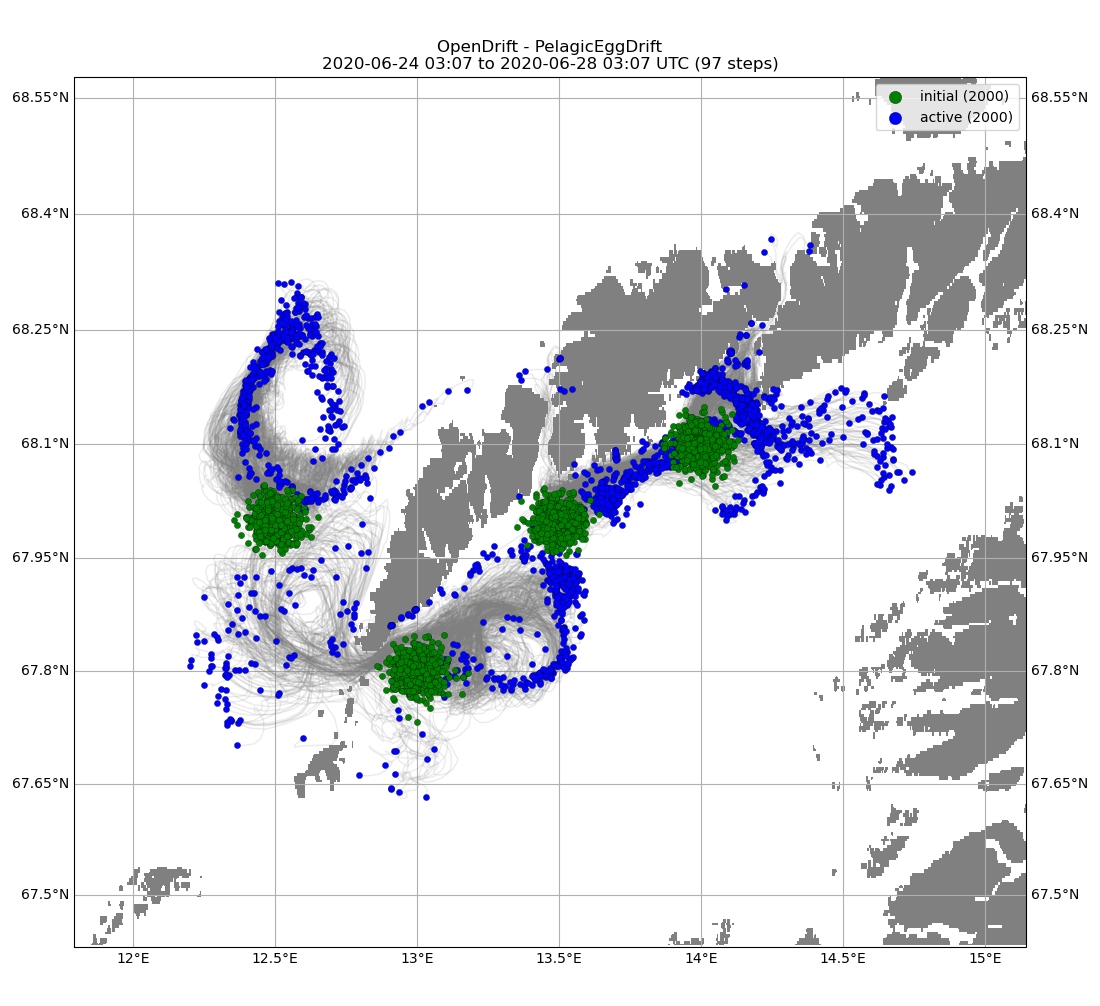 OpenDrift - PelagicEggDrift
2020-06-24 03:07 to 2020-06-28 03:07 UTC (97 steps)
initial (2000)
active (2000)
68.55°N
68.55°N
68.4°N
68.4°N
68.25°N
68.25°N
68.1°N
68.1°N
67.95°N
67.95°N
67.8°N
67.8°N
67.65°N
67.65°N
67.5°N
67.5°N
12°E
12.5°E
13°E
13.5°E
14°E
14.5°E
15°E